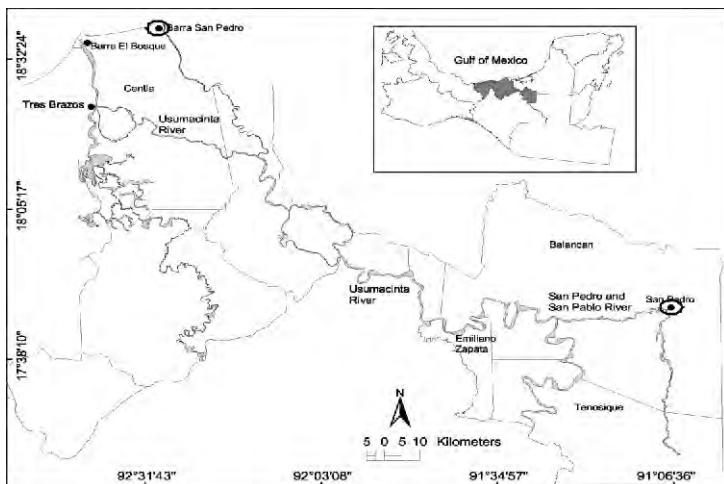 Barra San Pedro
Barra El Bosque
18°32'24"
Gulf of Mexico
Centla
Tres Brazos
Usumacinta
River
18°05'17"
Balancan
Usumacinta
River
San Pedro and
San Pablo River
San Pedro
Emiliano
Zapata
17°38'10"
N
Tenosique
5 0 5 10 Kilometers
92°31'43"
92°03'08"
91°34'57"
91°06'36"